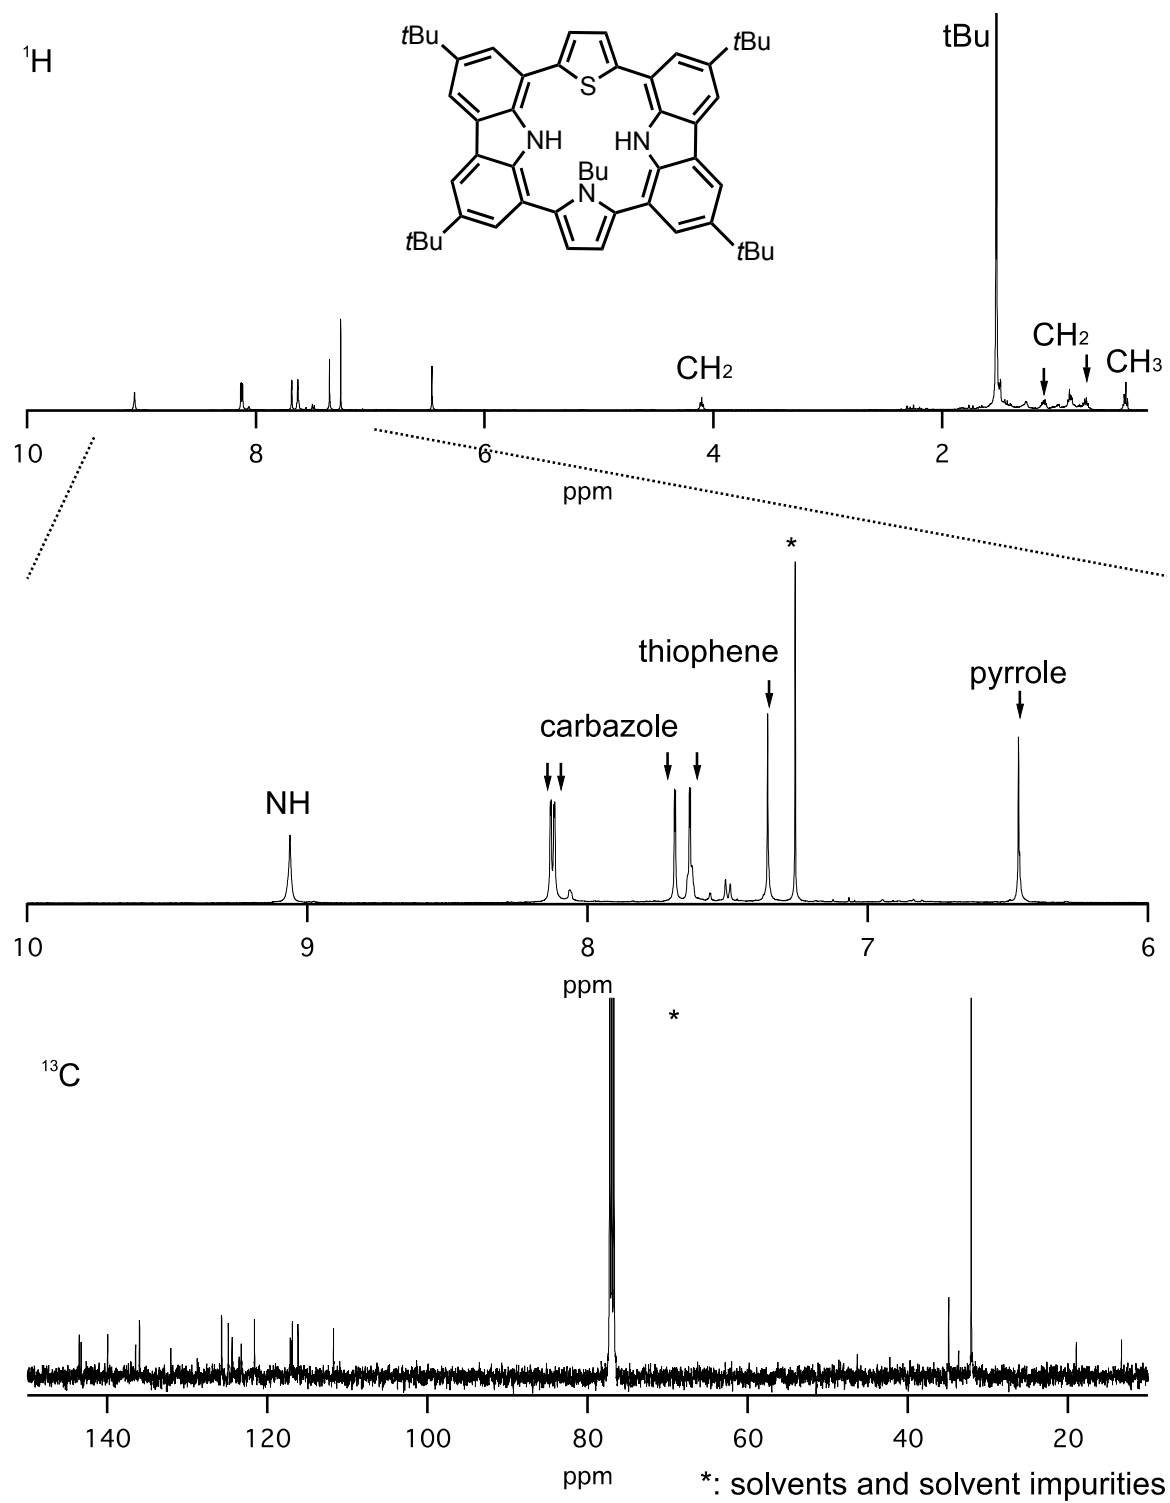 ¹H
tBu
tBu
tBu
S
NH
HN
Bu
N
tBu
tBu
CH₂
CH₂
CH₃
10
8
6
4
2
ppm
*
thiophene
pyrrole
carbazole
NH
10
9
8
7
6
ppm
*
¹³C
140
120
100
80
60
40
20
ppm
*: solvents and solvent impurities